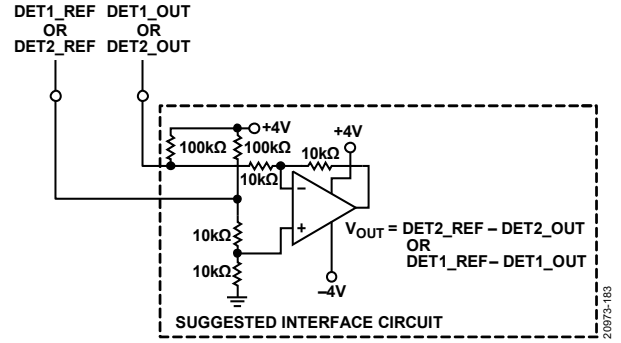 DET1_REF DET1_OUT
OR OR
DET2_REF DET2_OUT
+4V
+4V
100kΩ
100kΩ
10kΩ
10kΩ
10kΩ
10kΩ
–
+
–4V
VOUT = DET2_REF – DET2_OUT
OR
DET1_REF– DET1_OUT
SUGGESTED INTERFACE CIRCUIT
20973-183